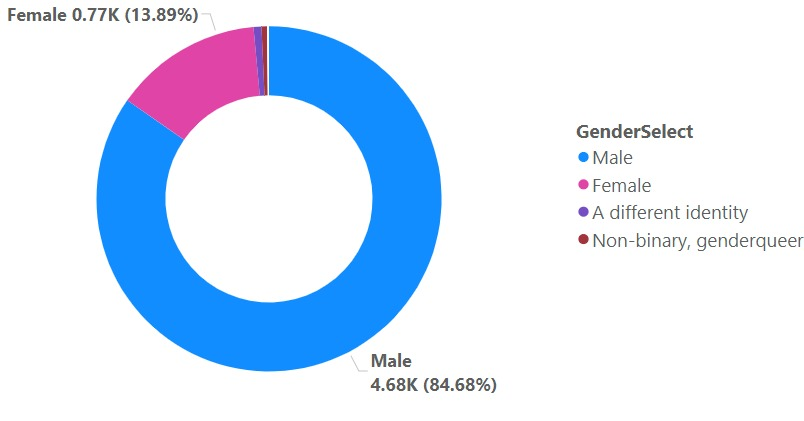 Female 0.77K (13.89%)
GenderSelect
Male
Female
A different identity
Non-binary, genderqueer
Male
4.68K (84.68%)